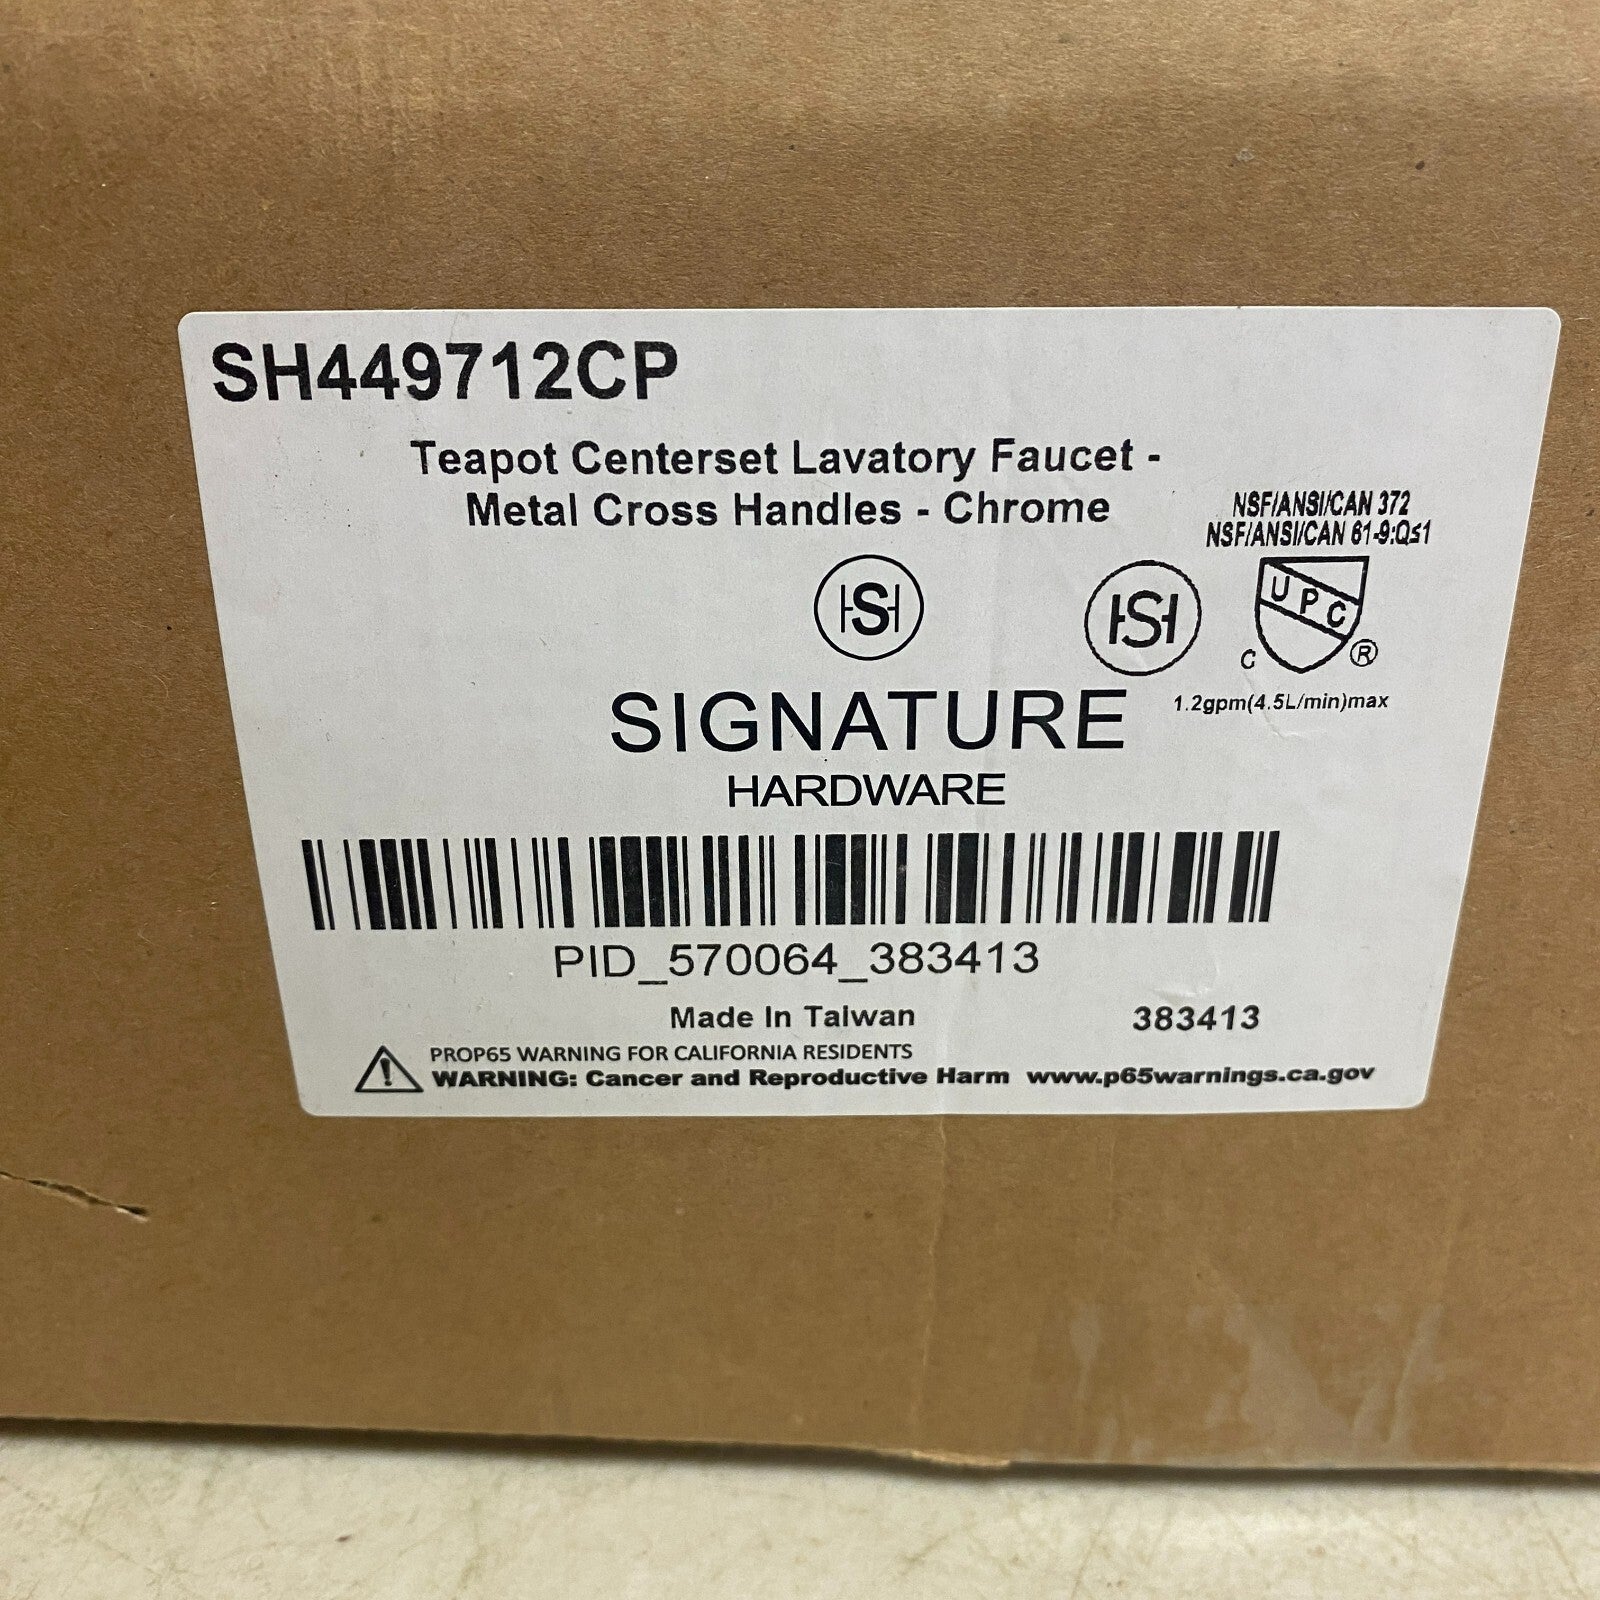 SH449712CP
Teapot Centerset Lavatory Faucet -
Metal Cross Handles - Chrome
NSF/ANSI/CAN 372
NSF/ANSI/CAN 61-9:Q≤1
HSH
HSH
UPC
C ®
1.2gpm(4.5L/min)max
SIGNATURE
HARDWARE
PID_570064_383413
Made In Taiwan 383413
PROP65 WARNING FOR CALIFORNIA RESIDENTS
WARNING: Cancer and Reproductive Harm www.p65warnings.ca.gov